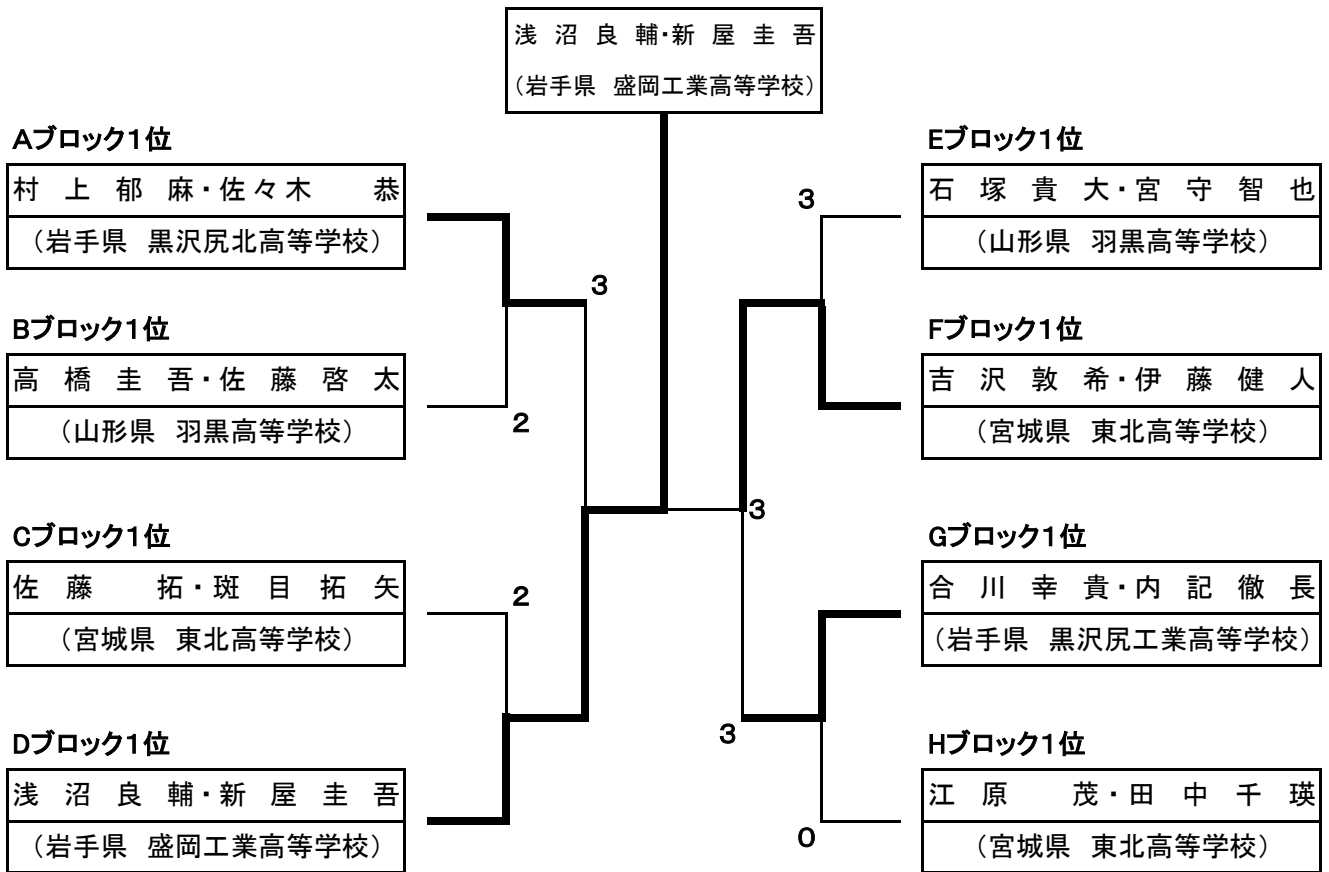 浅沼良輔・新屋圭吾
(岩手県 盛岡工業高等学校)
Aブロック1位
村上郁麻・佐々木 恭
(岩手県 黒沢尻北高等学校)
3
Bブロック1位
高橋圭吾・佐藤啓太
(山形県 羽黒高等学校)
2
Cブロック1位
佐藤 拓・斑目拓矢
(宮城県 東北高等学校)
2
Dブロック1位
浅沼良輔・新屋圭吾
(岩手県 盛岡工業高等学校)
Eブロック1位
3
石塚貴大・宮守智也
(山形県 羽黒高等学校)
Fブロック1位
吉沢敦希・伊藤健人
(宮城県 東北高等学校)
3
Gブロック1位
合川幸貴・内記徹長
(岩手県 黒沢尻工業高等学校)
3
Hブロック1位
江原 茂・田中千瑛
(宮城県 東北高等学校)
0